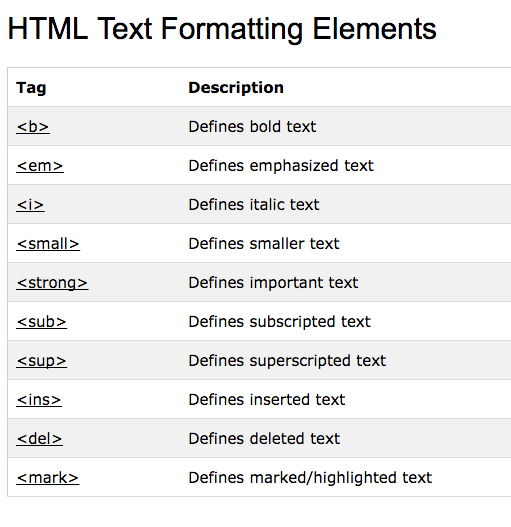 HTML Text Formatting Elements
Tag Description
<b> Defines bold text
<em> Defines emphasized text
<i> Defines italic text
<small> Defines smaller text
<strong> Defines important text
<sub> Defines subscripted text
<sup> Defines superscripted text
<ins> Defines inserted text
<del> Defines deleted text
<mark> Defines marked/highlighted text